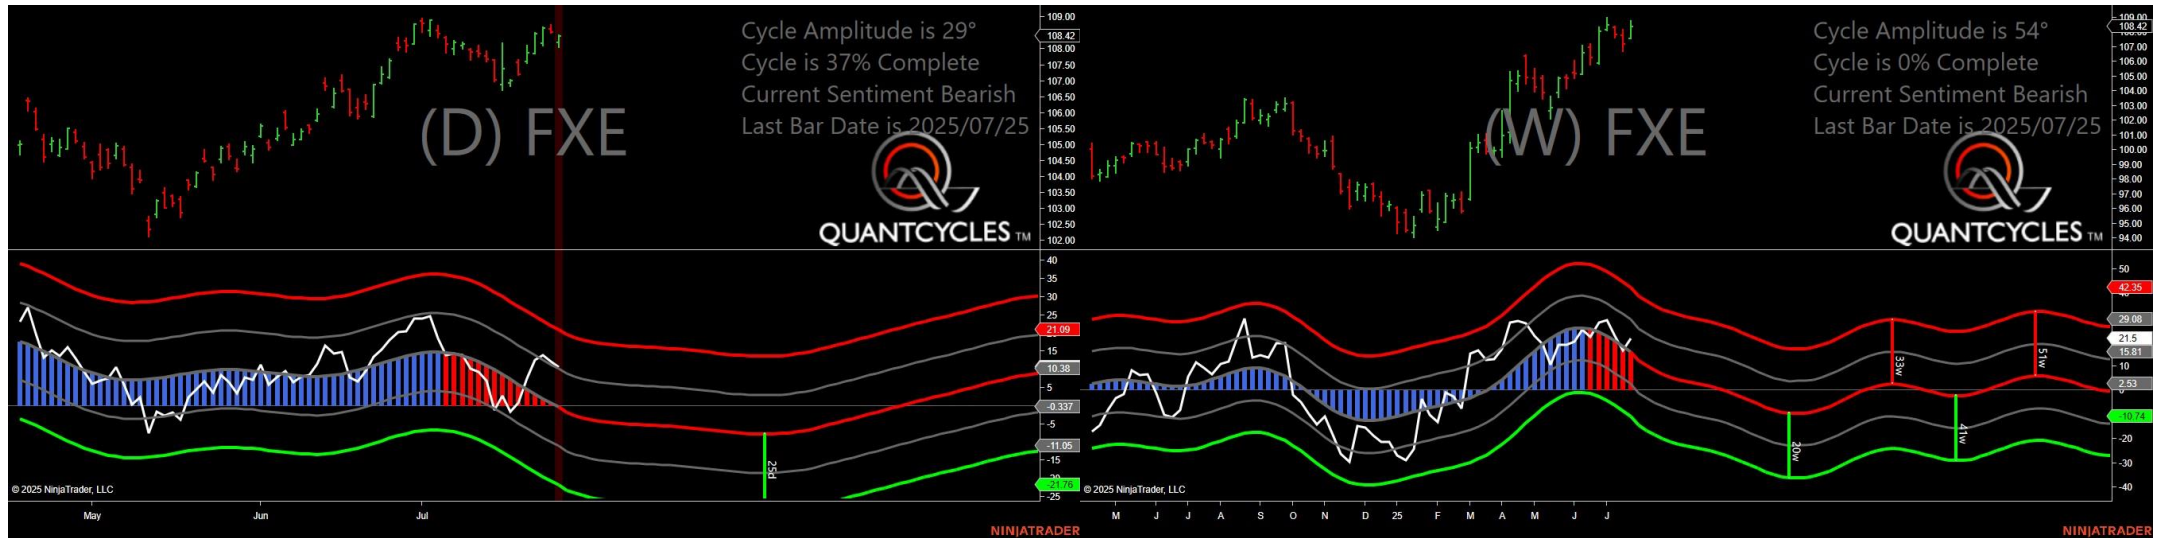 Cycle Amplitude is 29°
Cycle is 37% Complete
Current Sentiment Bearish
Last Bar Date is 2025/07/25
(D) FXE
QUANTCYCLES TM
109.00
108.42
108.00
107.50
107.00
106.50
106.00
105.50
105.00
104.50
104.00
103.50
103.00
102.50
102.00
40
35
30
25
21.09
15
10.38
5
-0.337
-5
-11.05
-15
-21.76
-25
25d
© 2025 NinjaTrader, LLC
May
Jun
Jul
NINJATRADER
Cycle Amplitude is 54°
Cycle is 0% Complete
Current Sentiment Bearish
Last Bar Date is 2025/07/25
(W) FXE
QUANTCYCLES TM
109.00
108.42
107.00
106.00
105.00
104.00
103.00
102.00
101.00
100.00
99.00
98.00
97.00
96.00
95.00
94.00
50
42.35
29.08
21.5
15.81
10
2.53
-10.74
-20
-30
-40
20w
33w
41w
51w
© 2025 NinjaTrader, LLC
M
J
J
A
S
O
N
D
25
F
M
A
M
J
J
NINJATRADER